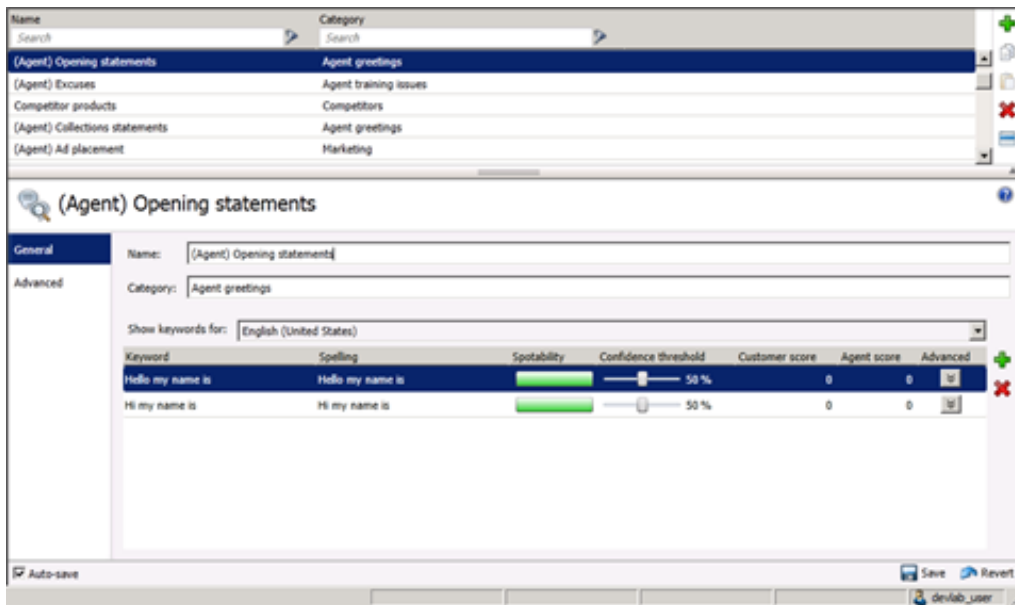 Name Category
Search Search
(Agent) Opening statements Agent greetings
(Agent) Excuses Agent training issues
Competitor products Competitors
(Agent) Collections statements Agent greetings
(Agent) Ad placement Marketing
(Agent) Opening statements
General
Advanced
Name: (Agent) Opening statements
Category: Agent greetings
Show keywords for: English (United States)
Keyword Spelling Spotability Confidence threshold Customer score Agent score Advanced
Hello my name is Hello my name is 50 % 0 0
Hi my name is Hi my name is 50 % 0 0
Auto-save Save Revert
devlab_user